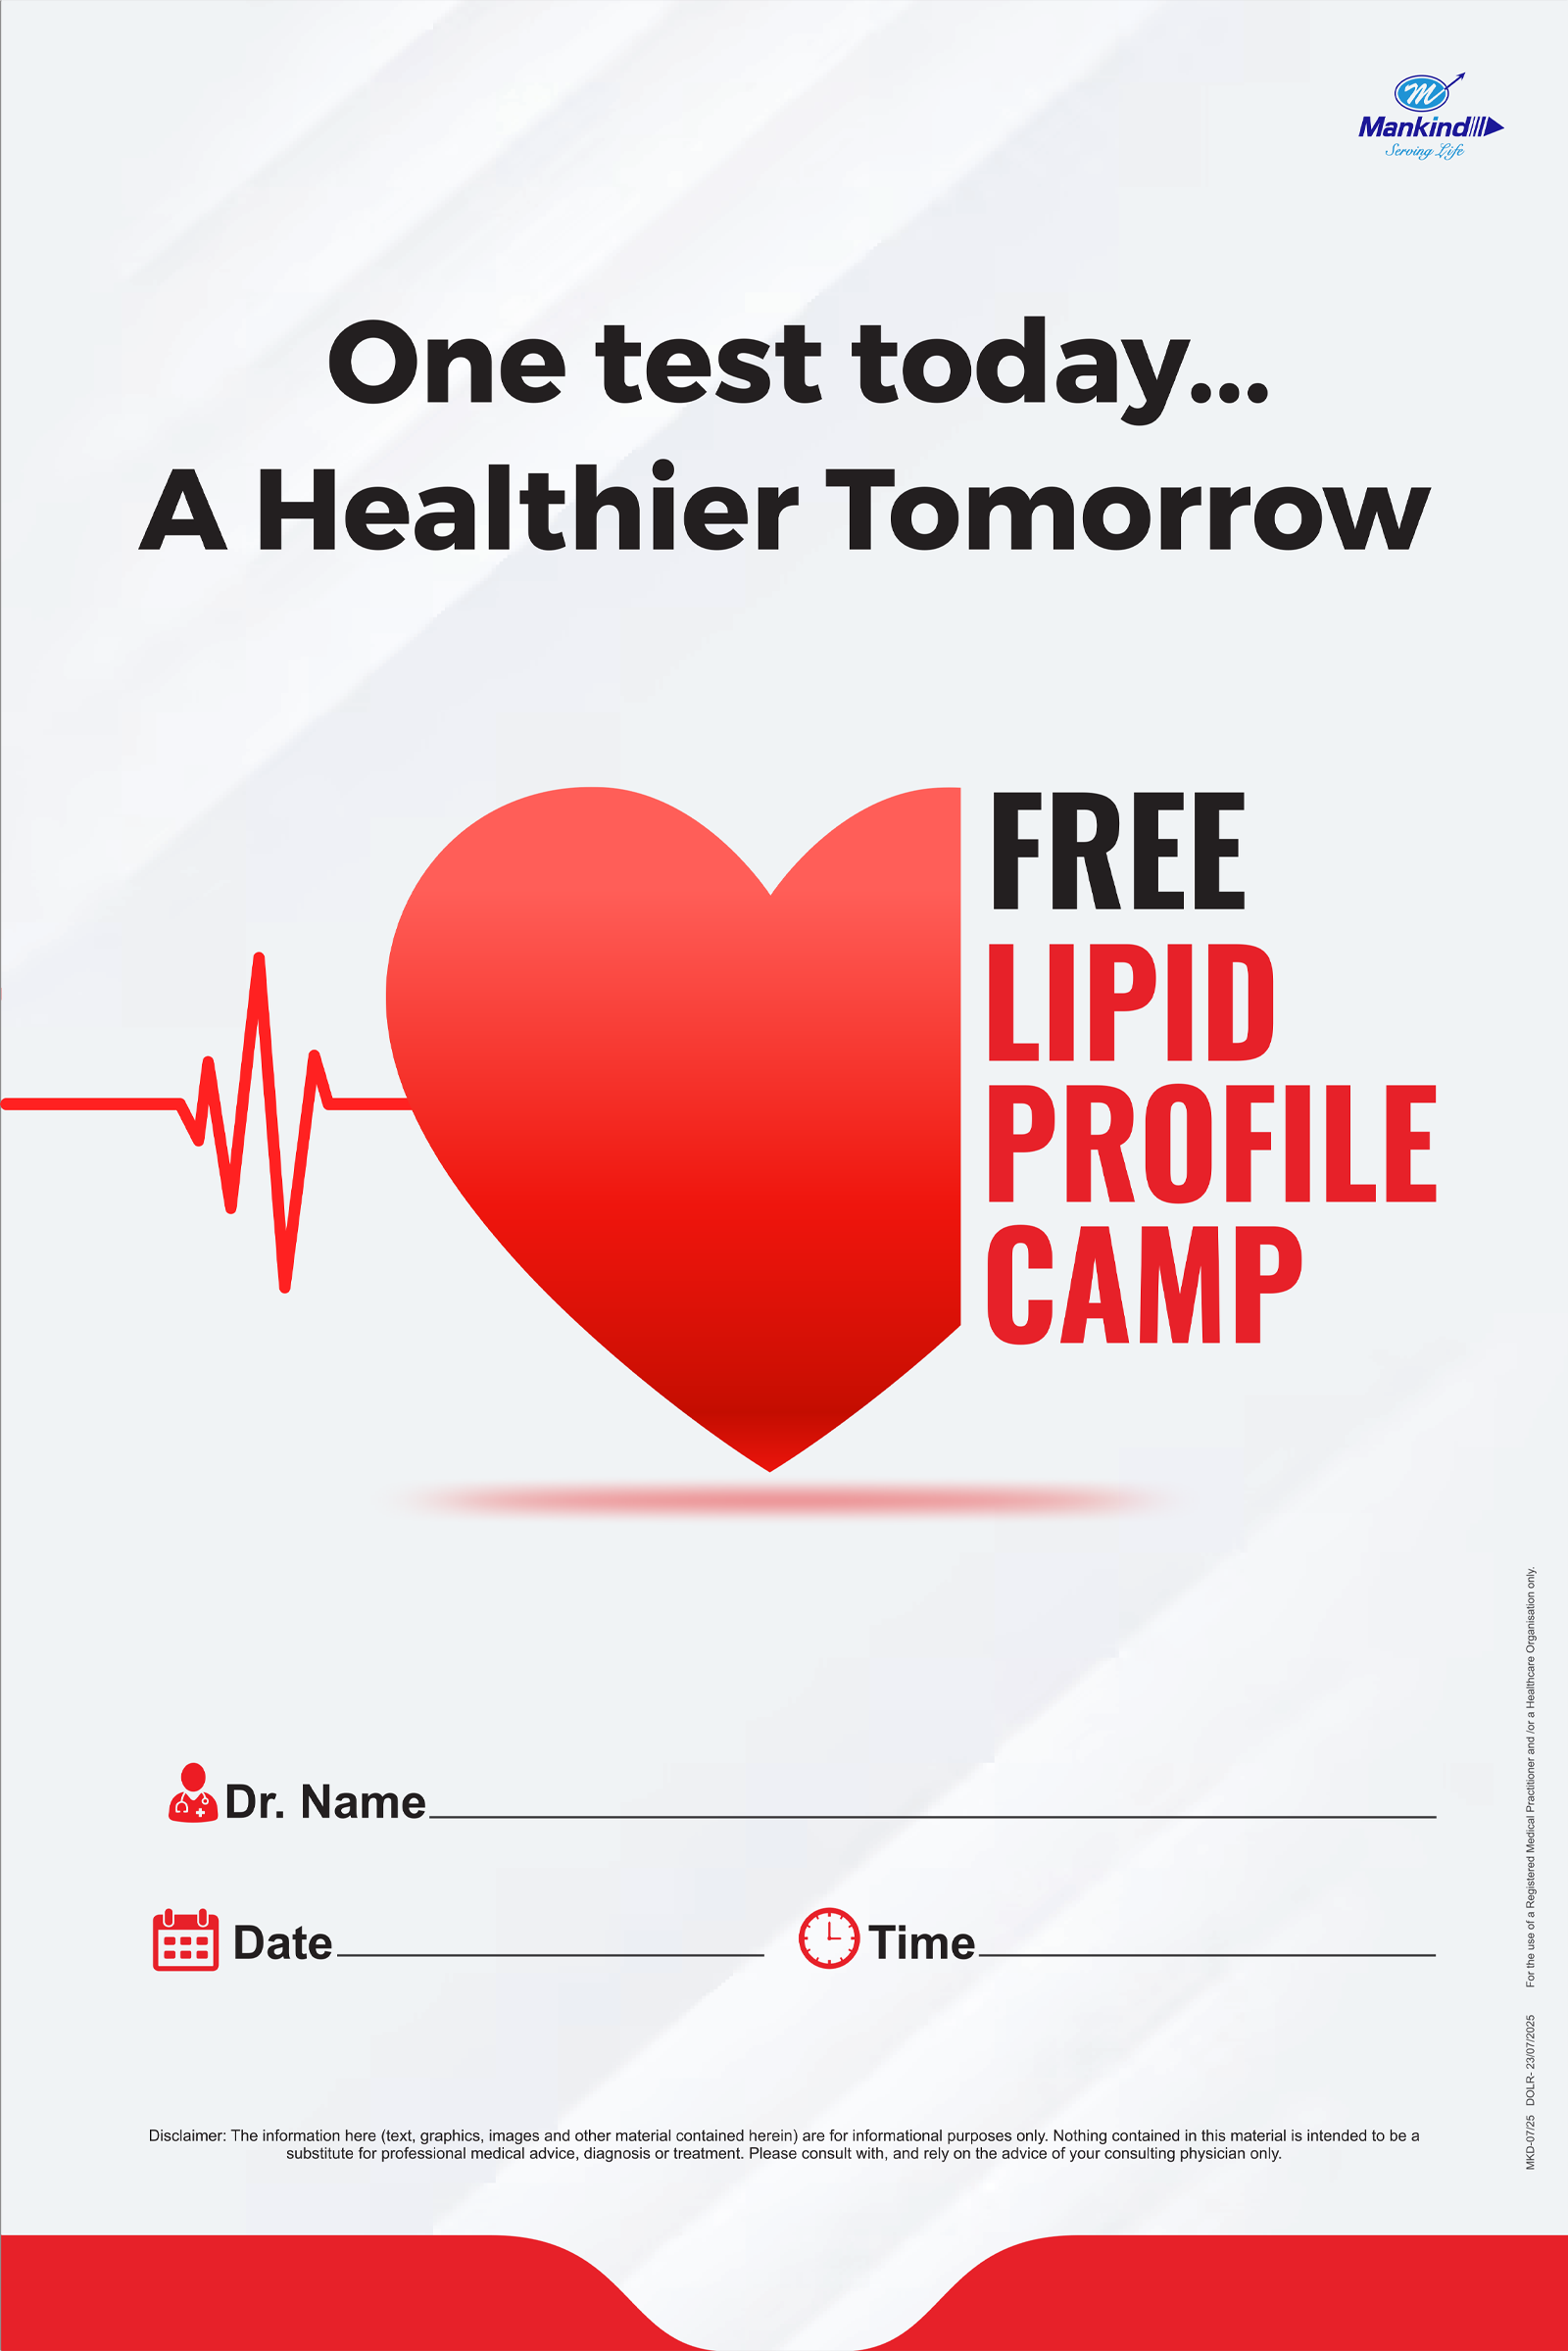 Mankind
Serving Life
One test today...
A Healthier Tomorrow
FREE
LIPID
PROFILE
CAMP
Dr. Name
Date
Time
Disclaimer: The information here (text, graphics, images and other material contained herein) are for informational purposes only. Nothing contained in this material is intended to be a
substitute for professional medical advice, diagnosis or treatment. Please consult with, and rely on the advice of your consulting physician only.
MKD-07/25 DOLR- 23/07/2025 For the use of a Registered Medical Practitioner and /or a Healthcare Organisation only.